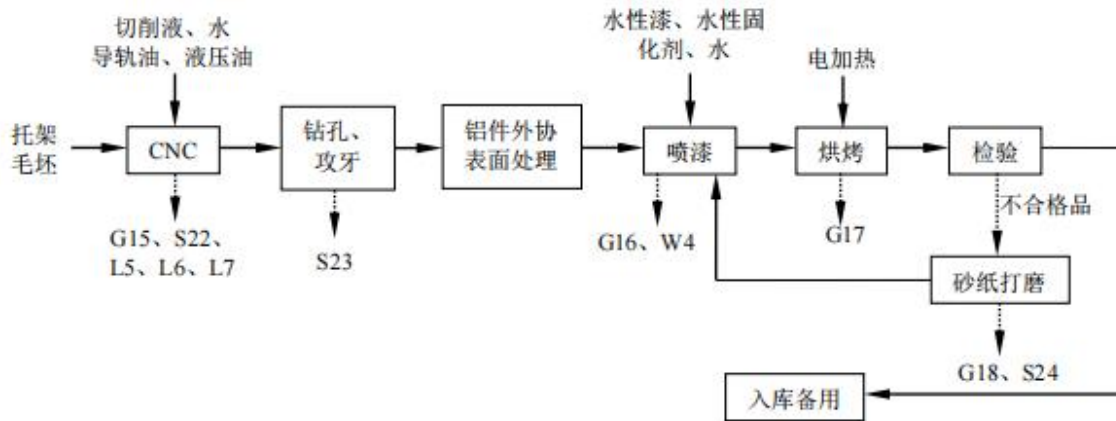 切削液、水
导轨油、液压油
水性漆、水性固
化剂、水
电加热
托架
毛坯
CNC
钻孔、
攻牙
铝件外协
表面处理
喷漆
烘烤
检验
不合格品
G15、S22、
L5、L6、L7
S23
G16、W4
G17
砂纸打磨
G18、S24
入库备用